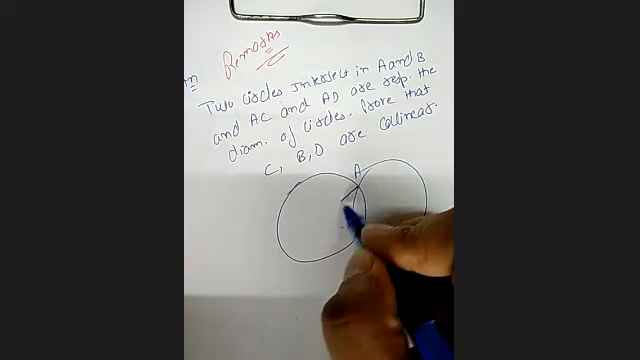 Remarks
Two circles Intersect in A and B
and AC and AD are resp. the
diam. of circles. Prove that
C, B, D are Collinear.
A